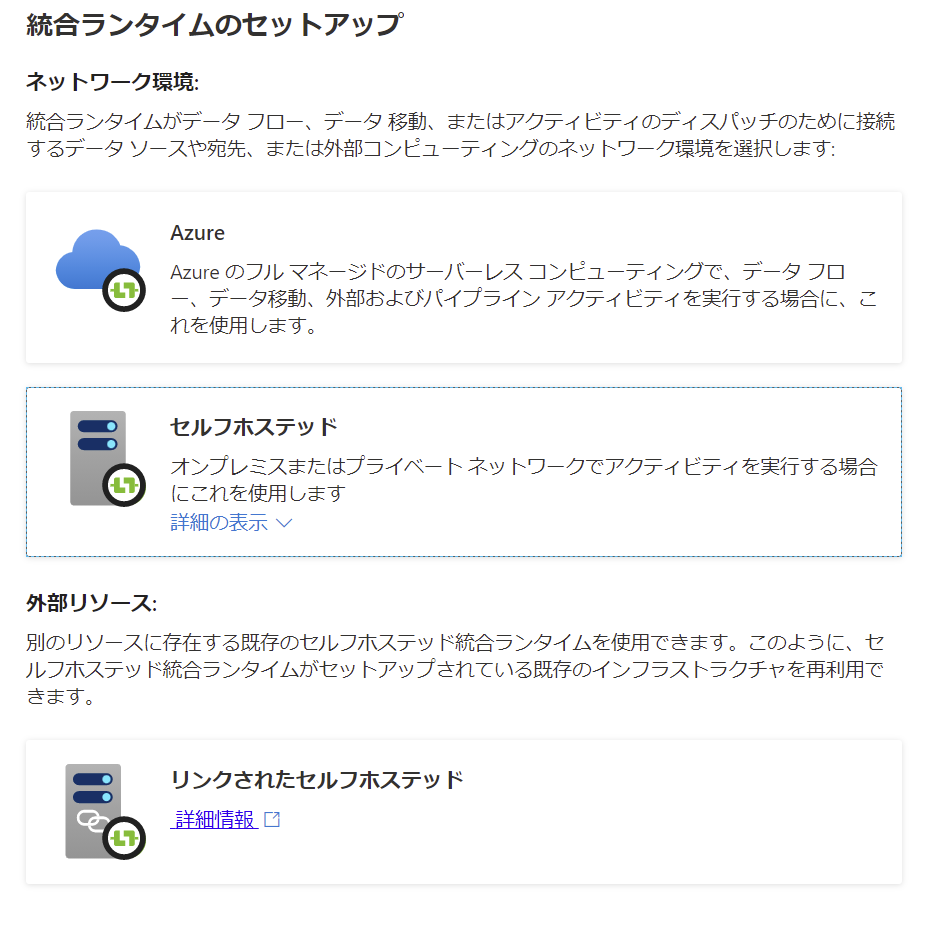 統合ランタイムのセットアップ
ネットワーク環境:
統合ランタイムがデータ フロー、データ 移動、またはアクティビティのディスパッチのために接続
するデータ ソースや宛先、または外部コンピューティングのネットワーク環境を選択します:
Azure
Azure のフル マネージドのサーバーレス コンピューティングで、データ フロ
ー、データ移動、外部およびパイプライン アクティビティを実行する場合に、こ
れを使用します。
セルフホステッド
オンプレミスまたはプライベート ネットワークでアクティビティを実行する場合
にこれを使用します
詳細の表示
外部リソース:
別のリソースに存在する既存のセルフホステッド統合ランタイムを使用できます。このように、セ
ルフホステッド統合ランタイムがセットアップされている既存のインフラストラクチャを再利用で
きます。
リンクされたセルフホステッド
詳細情報